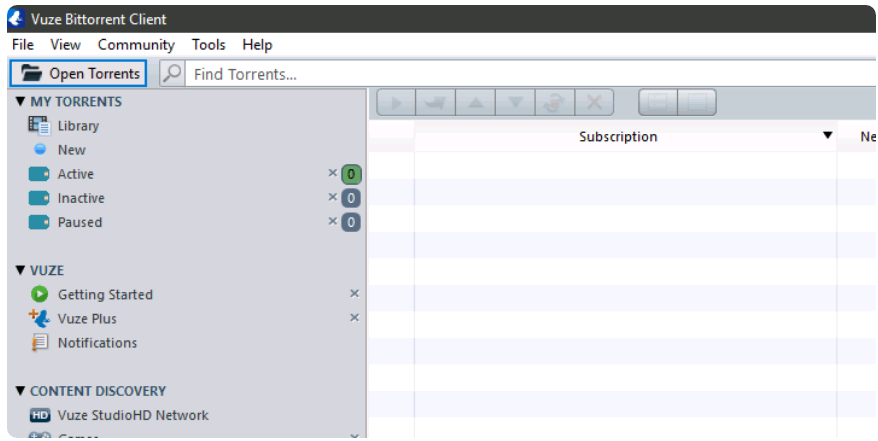 Vuze Bittorrent Client
File View Community Tools Help
Open Torrents Find Torrents...
MY TORRENTS
Library
New
Active 0
Inactive 0
Paused 0
Subscription Ne
VUZE
Getting Started
Vuze Plus
Notifications
CONTENT DISCOVERY
HD Vuze StudioHD Network
Games